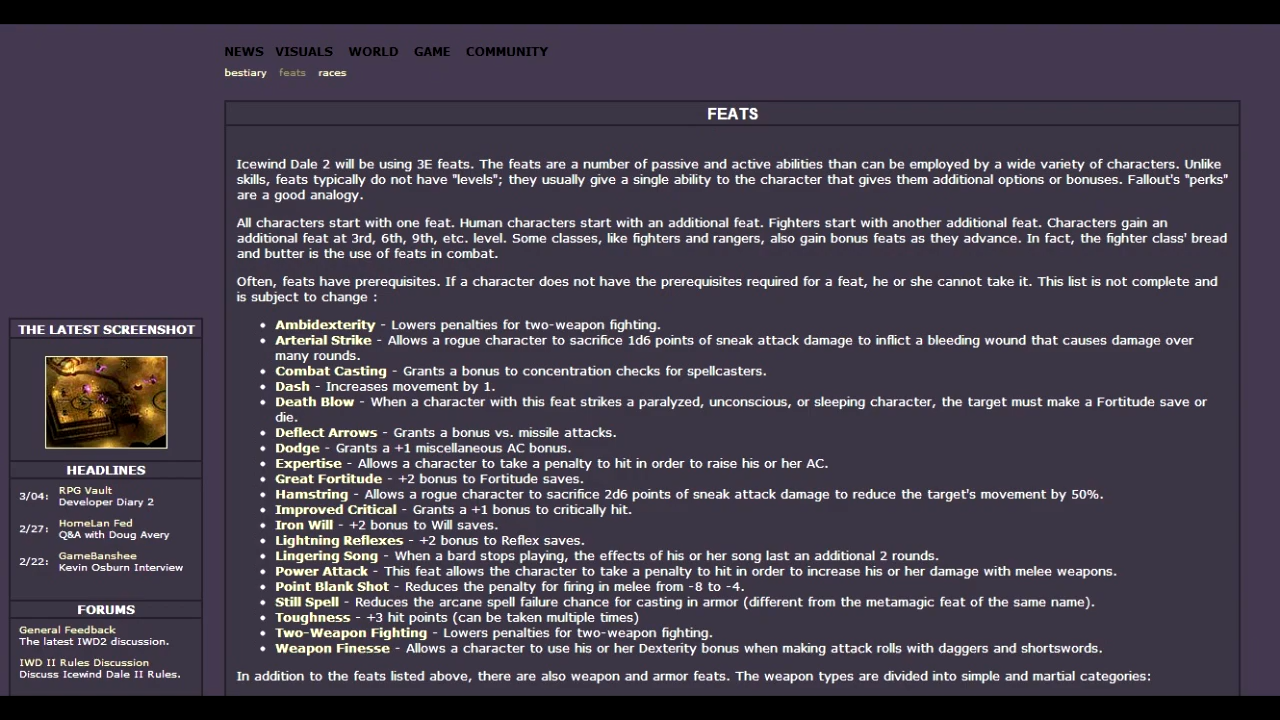 NEWS VISUALS WORLD GAME COMMUNITY
bestiary feats races
FEATS
Icewind Dale 2 will be using 3E feats. The feats are a number of passive and active abilities than can be employed by a wide variety of characters. Unlike
skills, feats typically do not have "levels"; they usually give a single ability to the character that gives them additional options or bonuses. Fallout's "perks"
are a good analogy.
All characters start with one feat. Human characters start with an additional feat. Fighters start with another additional feat. Characters gain an
additional feat at 3rd, 6th, 9th, etc. level. Some classes, like fighters and rangers, also gain bonus feats as they advance. In fact, the fighter class' bread
and butter is the use of feats in combat.
Often, feats have prerequisites. If a character does not have the prerequisites required for a feat, he or she cannot take it. This list is not complete and
is subject to change :
• Ambidexterity - Lowers penalties for two-weapon fighting.
• Arterial Strike - Allows a rogue character to sacrifice 1d6 points of sneak attack damage to inflict a bleeding wound that causes damage over
many rounds.
• Combat Casting - Grants a bonus to concentration checks for spellcasters.
• Dash - Increases movement by 1.
• Death Blow - When a character with this feat strikes a paralyzed, unconscious, or sleeping character, the target must make a Fortitude save or
die.
• Deflect Arrows - Grants a bonus vs. missile attacks.
• Dodge - Grants a +1 miscellaneous AC bonus.
• Expertise - Allows a character to take a penalty to hit in order to raise his or her AC.
• Great Fortitude - +2 bonus to Fortitude saves.
• Hamstring - Allows a rogue character to sacrifice 2d6 points of sneak attack damage to reduce the target's movement by 50%.
• Improved Critical - Grants a +1 bonus to critically hit.
• Iron Will - +2 bonus to Will saves.
• Lightning Reflexes - +2 bonus to Reflex saves.
• Lingering Song - When a bard stops playing, the effects of his or her song last an additional 2 rounds.
• Power Attack - This feat allows the character to take a penalty to hit in order to increase his or her damage with melee weapons.
• Point Blank Shot - Reduces the penalty for firing in melee from -8 to -4.
• Still Spell - Reduces the arcane spell failure chance for casting in armor (different from the metamagic feat of the same name).
• Toughness - +3 hit points (can be taken multiple times)
• Two-Weapon Fighting - Lowers penalties for two-weapon fighting.
• Weapon Finesse - Allows a character to use his or her Dexterity bonus when making attack rolls with daggers and shortswords.
In addition to the feats listed above, there are also weapon and armor feats. The weapon types are divided into simple and martial categories:
THE LATEST SCREENSHOT
HEADLINES
3/04: RPG Vault
Developer Diary 2
2/27: HomeLan Fed
Q&A with Doug Avery
2/22: GameBanshee
Kevin Osburn Interview
FORUMS
General Feedback
The latest IWD2 discussion.
IWD II Rules Discussion
Discuss Icewind Dale II Rules.